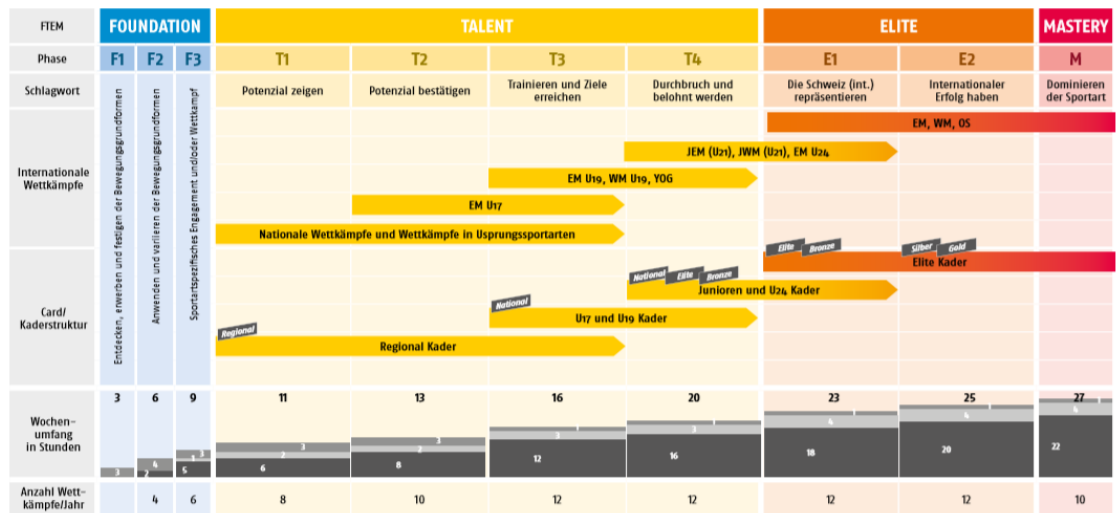 FTEM FOUNDATION TALENT ELITE MASTERY
Phase F1 F2 F3 T1 T2 T3 T4 E1 E2 M
Schlagwort
Potenzial zeigen
Potenzial bestätigen
Trainieren und Ziele
erreichen
Durchbruch und
belohnt werden
Die Schweiz (int.)
repräsentieren
Internationaler
Erfolg haben
Dominieren
der Sportart
Entdecken, erwerben und festigen der Bewegungsgrundformen
Anwenden und variieren der Bewegungsgrundformen
Sportartspezifisches Engagement und/oder Wettkampf
Internationale
Wettkämpfe
EM, WM, OS
JEM (U21), JWM (U21), EM U24
EM U19, WM U19, YOG
EM U17
Nationale Wettkämpfe und Wettkämpfe in Usprungssportarten
Card/
Kaderstruktur
Elite Bronze Silber Gold
Elite Kader
National Elite Bronze
Junioren und U24 Kader
National
U17 und U19 Kader
Regional
Regional Kader
Wochen-
umfang
in Stunden
3 6 9 11 13 16 20 23 25 27
3
4
2
3
1
5
3
2
6
3
2
8
1
3
12
1
3
16
1
4
18
1
4
20
1
4
22
Anzahl Wett-
kämpfe/Jahr
4 6 8 10 12 12 12 12 10